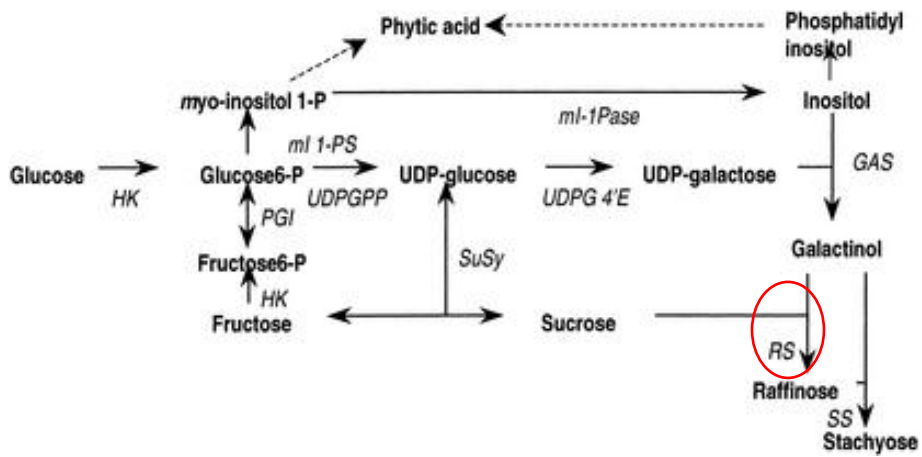 Phytic acid
Phosphatidyl
inositol
myo-inositol 1-P
Inositol
mI-1Pase
mI 1-PS
Glucose
Glucose6-P
UDP-glucose
UDP-galactose
GAS
HK
UDPGPP
UDPG 4'E
PGI
Galactinol
SuSy
Fructose6-P
HK
Fructose
Sucrose
RS
Raffinose
SS
Stachyose